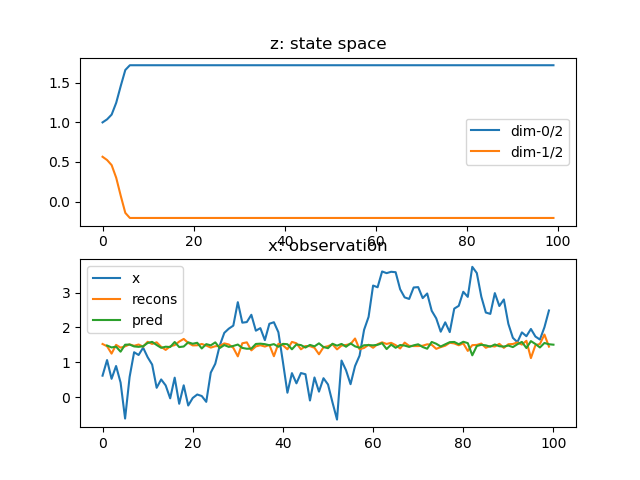 z: state space
1.5
1.0
0.5
0.0
dim-0/2
dim-1/2
0 20 40 60 80 100
x: observation
3
2
1
0
x
recons
pred
0 20 40 60 80 100